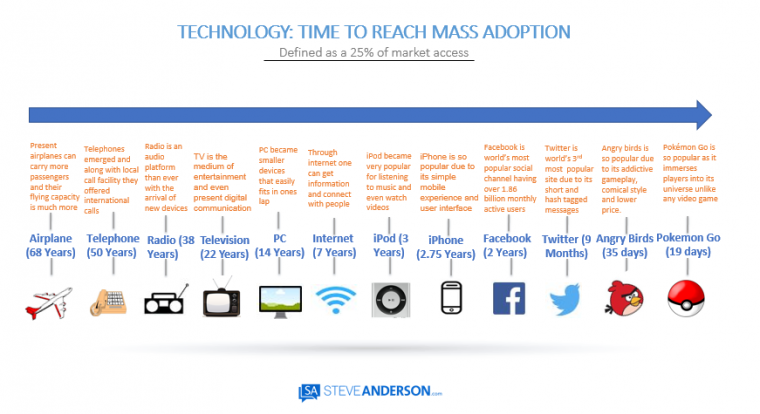 TECHNOLOGY: TIME TO REACH MASS ADOPTION
Defined as a 25% of market access
Present
airplanes can
carry more
passengers
and their
flying capacity
is much more
Airplane
(68 Years)
Telephones
emerged and
along with local
call facility they
offered
international
calls
Telephone
(50 Years)
Radio is an
audio
platform
than ever
with the
arrival of
new devices
Radio (38
Years)
TV is the
medium of
entertainment
and even
present digital
communication
Television
(22 Years)
PC became
smaller
devices
that easily
fits in ones
lap
PC
(14 Years)
Through
internet one
can get
information
and connect
with people
Internet
(7 Years)
iPod became
very popular
for listening
to music and
even watch
videos
iPod (3
Years)
iPhone is so
popular due to
its simple
mobile
experience and
user interface
iPhone
(2.75 Years)
Facebook is
world's most
popular social
channel having
over 1.86
billion monthly
active users
Facebook
(2 Years)
Twitter is
world's 3rd
most popular
site due to its
short and
hash tagged
messages
Twitter (9
Months)
Angry birds is
so popular due
to its addictive
gameplay,
comical style
and lower
price.
Angry Birds
(35 days)
Pokémon Go is
so popular as it
immerses
players into its
universe unlike
any video game
Pokemon Go
(19 days)
SA STEVEANDERSON.com